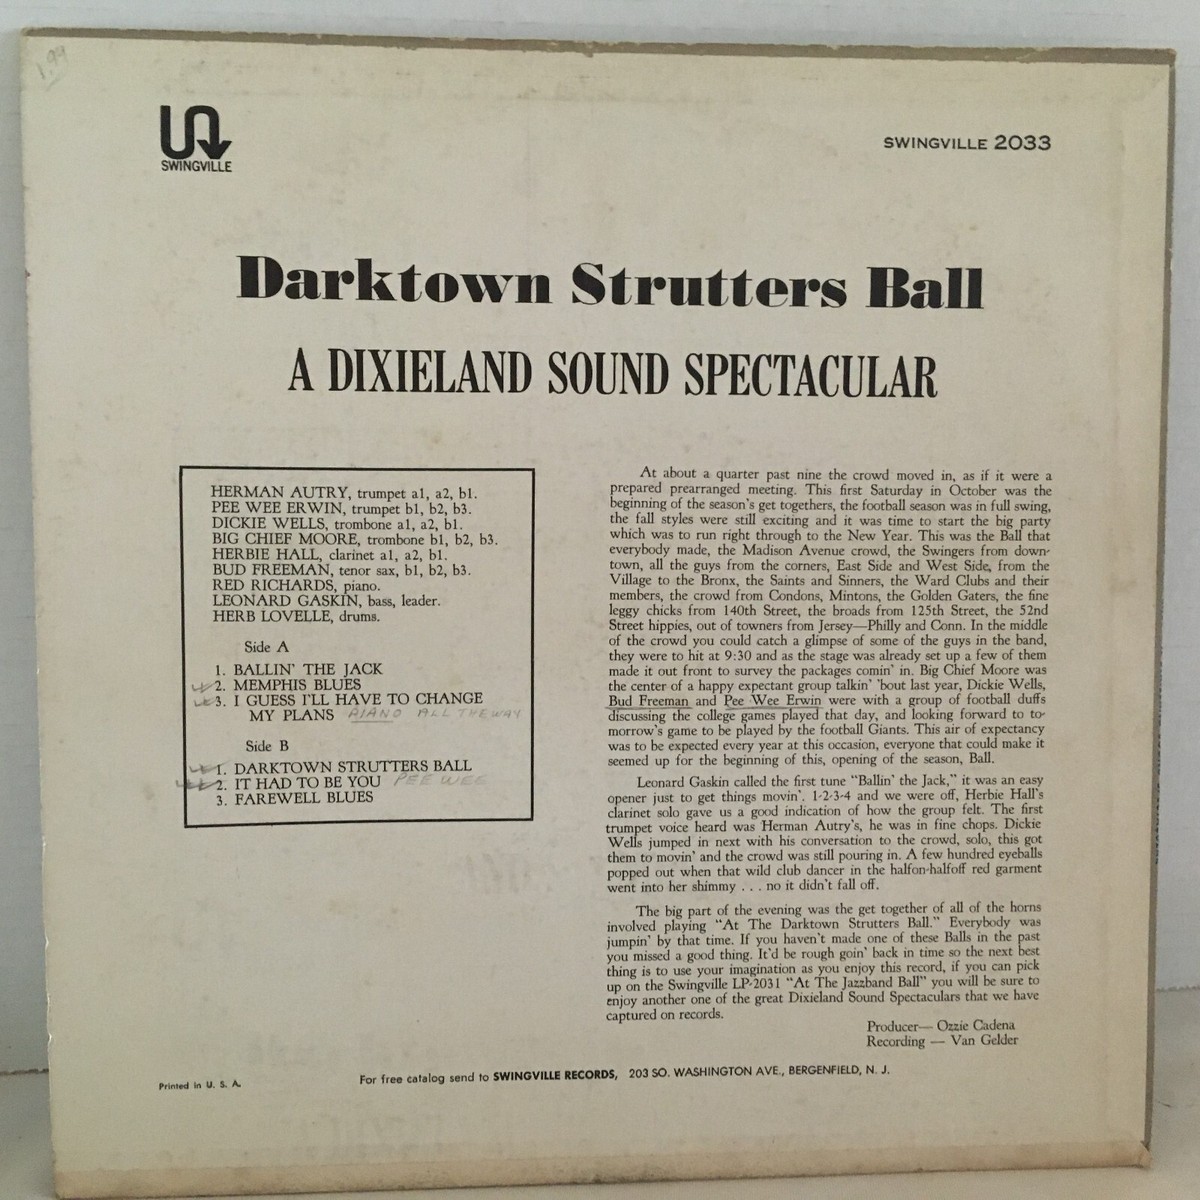 1.99
SWINGVILLE
SWINGVILLE 2033
Darktown Strutters Ball
A DIXIELAND SOUND SPECTACULAR
HERMAN AUTRY, trumpet a1, a2, b1.
PEE WEE ERWIN, trumpet b1, b2, b3.
DICKIE WELLS, trombone a1, a2, b1.
BIG CHIEF MOORE, trombone b1, b2, b3.
HERBIE HALL, clarinet a1, a2, b1.
BUD FREEMAN, tenor sax, b1, b2, b3.
RED RICHARDS, piano.
LEONARD GASKIN, bass, leader.
HERB LOVELLE, drums.
Side A
1. BALLIN' THE JACK
2. MEMPHIS BLUES
3. I GUESS I'LL HAVE TO CHANGE
MY PLANS PIANO ALL THE WAY
Side B
1. DARKTOWN STRUTTERS BALL
2. IT HAD TO BE YOU PEE WEE
3. FAREWELL BLUES
At about a quarter past nine the crowd moved in, as if it were a
prepared prearranged meeting. This first Saturday in October was the
beginning of the season's get togethers, the football season was in full swing,
the fall styles were still exciting and it was time to start the big party
which was to run right through to the New Year. This was the Ball that
everybody made, the Madison Avenue crowd, the Swingers from down-
town, all the guys from the corners, East Side and West Side, from the
Village to the Bronx, the Saints and Sinners, the Ward Clubs and their
members, the crowd from Condons, Mintons, the Golden Gaters, the fine
leggy chicks from 140th Street, the broads from 125th Street, the 52nd
Street hippies, out of towners from Jersey—Philly and Conn. In the middle
of the crowd you could catch a glimpse of some of the guys in the band,
they were to hit at 9:30 and as the stage was already set up a few of them
made it out front to survey the packages comin' in. Big Chief Moore was
the center of a happy expectant group talkin' 'bout last year, Dickie Wells,
Bud Freeman and Pee Wee Erwin were with a group of football duffs
discussing the college games played that day, and looking forward to to-
morrow's game to be played by the football Giants. This air of expectancy
was to be expected every year at this occasion, everyone that could make it
seemed up for the beginning of this, opening of the season, Ball.
Leonard Gaskin called the first tune "Ballin' the Jack," it was an easy
opener just to get things movin'. 1-2-3-4 and we were off, Herbie Hall's
clarinet solo gave us a good indication of how the group felt. The first
trumpet voice heard was Herman Autry's, he was in fine chops. Dickie
Wells jumped in next with his conversation to the crowd, solo, this got
them to movin' and the crowd was still pouring in. A few hundred eyeballs
popped out when that wild club dancer in the halfon-halfoff red garment
went into her shimmy . . . no it didn't fall off.
The big part of the evening was the get together of all of the horns
involved playing "At The Darktown Strutters Ball." Everybody was
jumpin' by that time. If you haven't made one of these Balls in the past
you missed a good thing. It'd be rough goin' back in time so the next best
thing is to use your imagination as you enjoy this record, if you can pick
up on the Swingville LP-2031 "At The Jazzband Ball" you will be sure to
enjoy another one of the great Dixieland Sound Spectaculars that we have
captured on records.
Producer— Ozzie Cadena
Recording — Van Gelder
Printed in U. S. A.
For free catalog send to SWINGVILLE RECORDS, 203 SO. WASHINGTON AVE., BERGENFIELD, N. J.